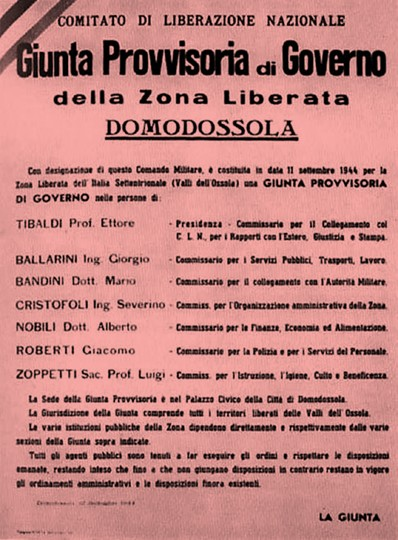 COMITATO DI LIBERAZIONE NAZIONALE
Giunta Provvisoria di Governo
della Zona Liberata
DOMODOSSOLA
Con designazione di questo Comando Militare, è costituita in data 11 settembre 1944 per la
Zona Liberata dell'Italia Settentrionale (Valli dell'Ossola) una GIUNTA PROVVISORIA
DI GOVERNO nelle persone di:
TIBALDI Prof. Ettore - Presidenza - Commissario per il Collegamento col
C. L. N., per i Rapporti con l'Estero, Giustizia e Stampa.
BALLARINI Ing. Giorgio - Commissario per i Servizi Pubblici, Trasporti, Lavoro.
BANDINI Dott. Mario - Commissario per il collegamento con l'Autorità Militare.
CRISTOFOLI Ing. Severino - Commiss. per l'Organizzazione amministrativa della Zona.
NOBILI Dott. Alberto - Commissario per le Finanze, Economia ed Alimentazione.
ROBERTI Giacomo - Commissario per la Polizia e per i Servizi del Personale.
ZOPPETTI Sac. Prof. Luigi - Commiss. per l'Istruzione, l'Igiene, Culto e Beneficenza.
La Sede della Giunta Provvisoria è nel Palazzo Civico della Città di Domodossola.
La Giurisdizione della Giunta comprende tutti i territori liberati delle Valli dell'Ossola.
Le varie istituzioni pubbliche della Zona dipendono direttamente e rispettivamente dalle varie
sezioni della Giunta sopra indicate.
Tutti gli agenti pubblici sono tenuti a far eseguire gli ordini e rispettare le disposizioni
emanate, restando inteso che fino a che non giungano disposizioni in contrario restano in vigore
gli ordinamenti amministrativi e le disposizioni finora esistenti.
Domodossola, settembre 1944
LA GIUNTA